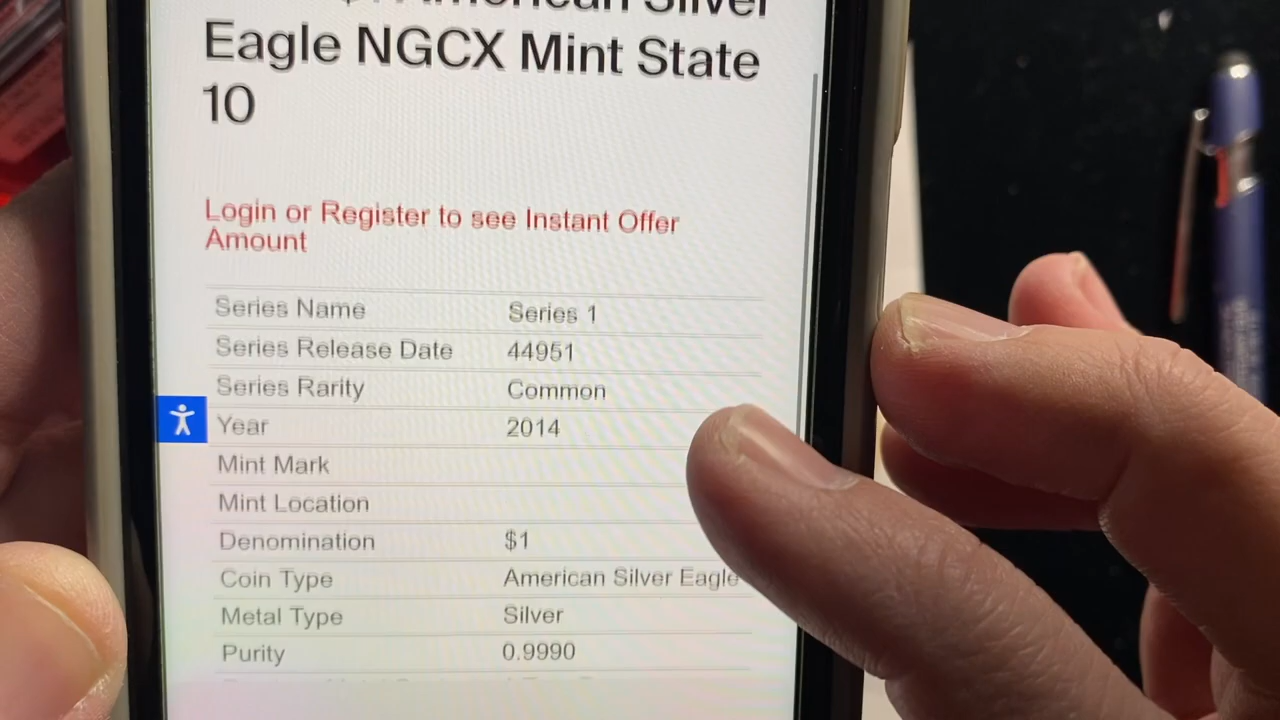 American Silver
Eagle NGCX Mint State
10
Login or Register to see Instant Offer
Amount
Series Name Series 1
Series Release Date 44951
Series Rarity Common
Year 2014
Mint Mark
Mint Location
Denomination $1
Coin Type American Silver Eagle
Metal Type Silver
Purity 0.9990